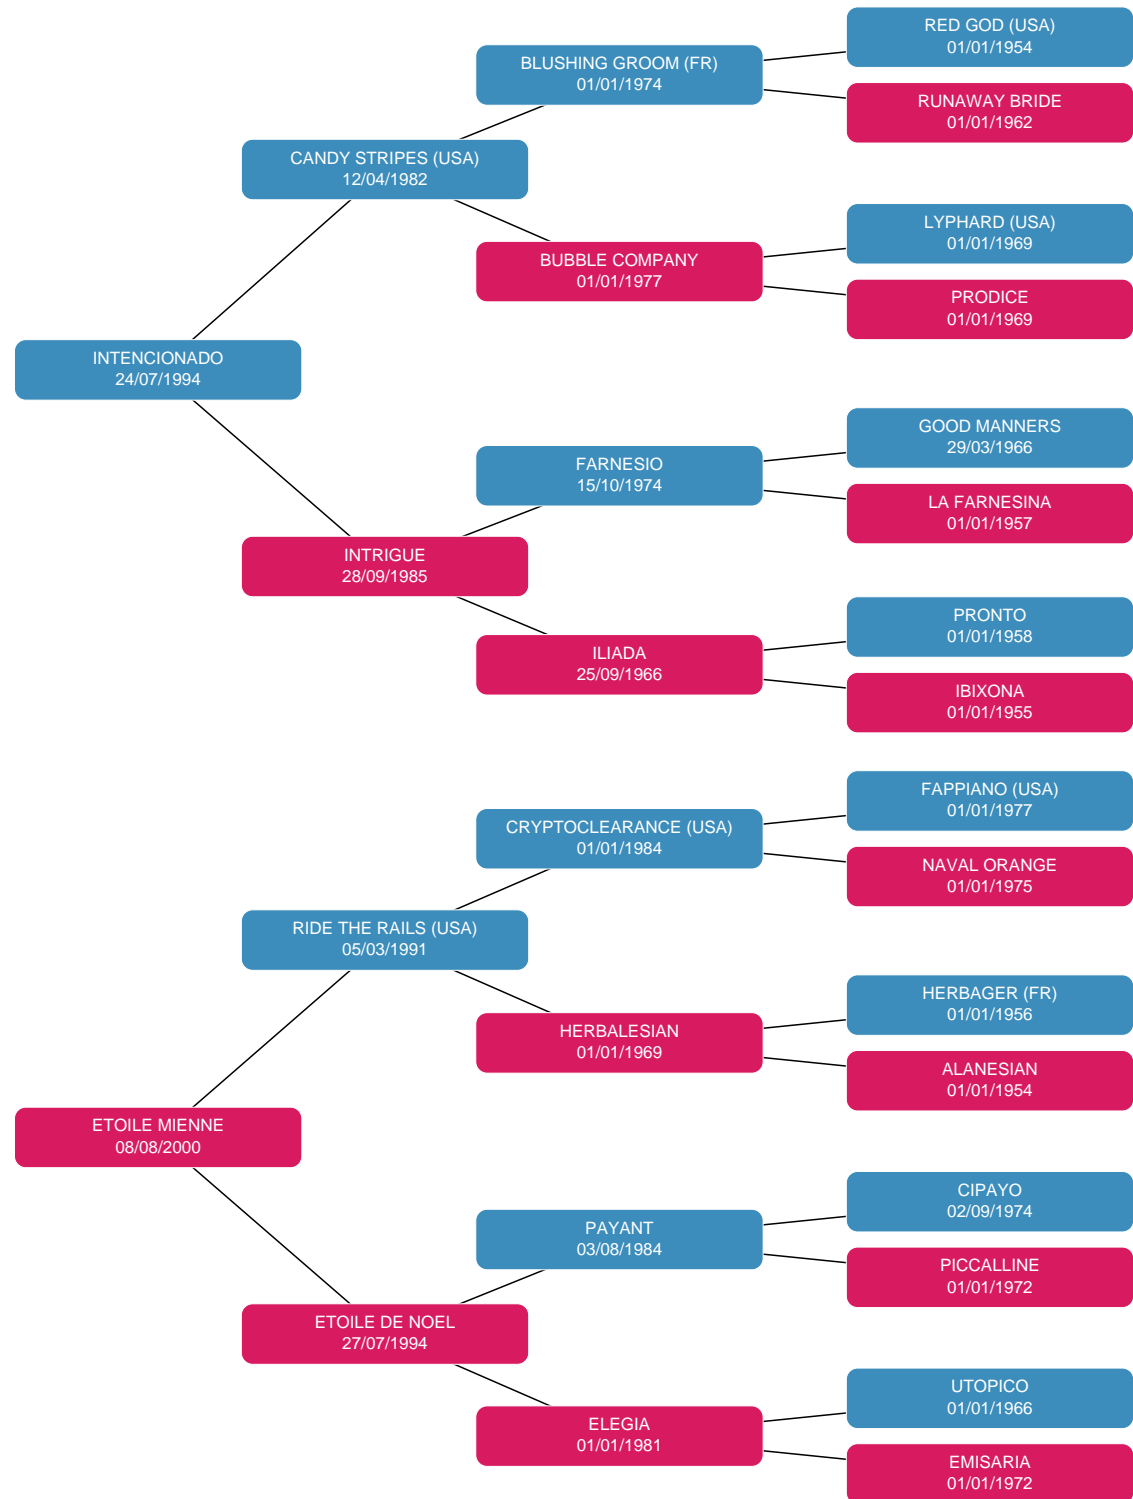 RED GOD (USA)
01/01/1954
BLUSHING GROOM (FR)
01/01/1974
RUNAWAY BRIDE
01/01/1962
CANDY STRIPES (USA)
12/04/1982
LYPHARD (USA)
01/01/1969
BUBBLE COMPANY
01/01/1977
PRODICE
01/01/1969
INTENCIONADO
24/07/1994
GOOD MANNERS
29/03/1966
FARNESIO
15/10/1974
LA FARNESINA
01/01/1957
INTRIGUE
28/09/1985
PRONTO
01/01/1958
ILIADA
25/09/1966
IBIXONA
01/01/1955
FAPPIANO (USA)
01/01/1977
CRYPTOCLEARANCE (USA)
01/01/1984
NAVAL ORANGE
01/01/1975
RIDE THE RAILS (USA)
05/03/1991
HERBAGER (FR)
01/01/1956
HERBALESIAN
01/01/1969
ALANESIAN
01/01/1954
ETOILE MIENNE
08/08/2000
CIPAYO
02/09/1974
PAYANT
03/08/1984
PICCALLINE
01/01/1972
ETOILE DE NOEL
27/07/1994
UTOPICO
01/01/1966
ELEGIA
01/01/1981
EMISARIA
01/01/1972